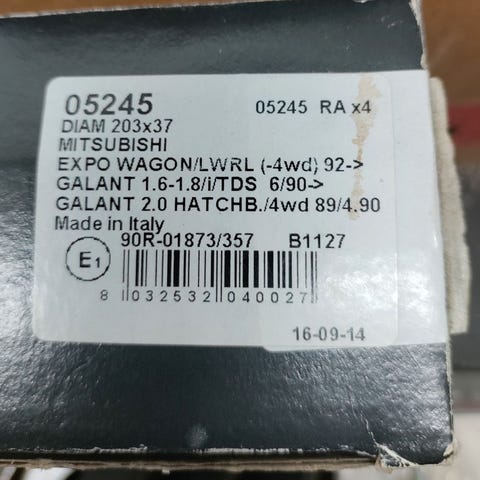 05245 05245 RA x4
DIAM 203x37
MITSUBISHI
EXPO WAGON/LWRL (-4wd) 92->
GALANT 1.6-1.8/i/TDS 6/90->
GALANT 2.0 HATCHB./4wd 89/4.90
Made in Italy
90R-01873/357 B1127
E1
8 032532 040027
16-09-14